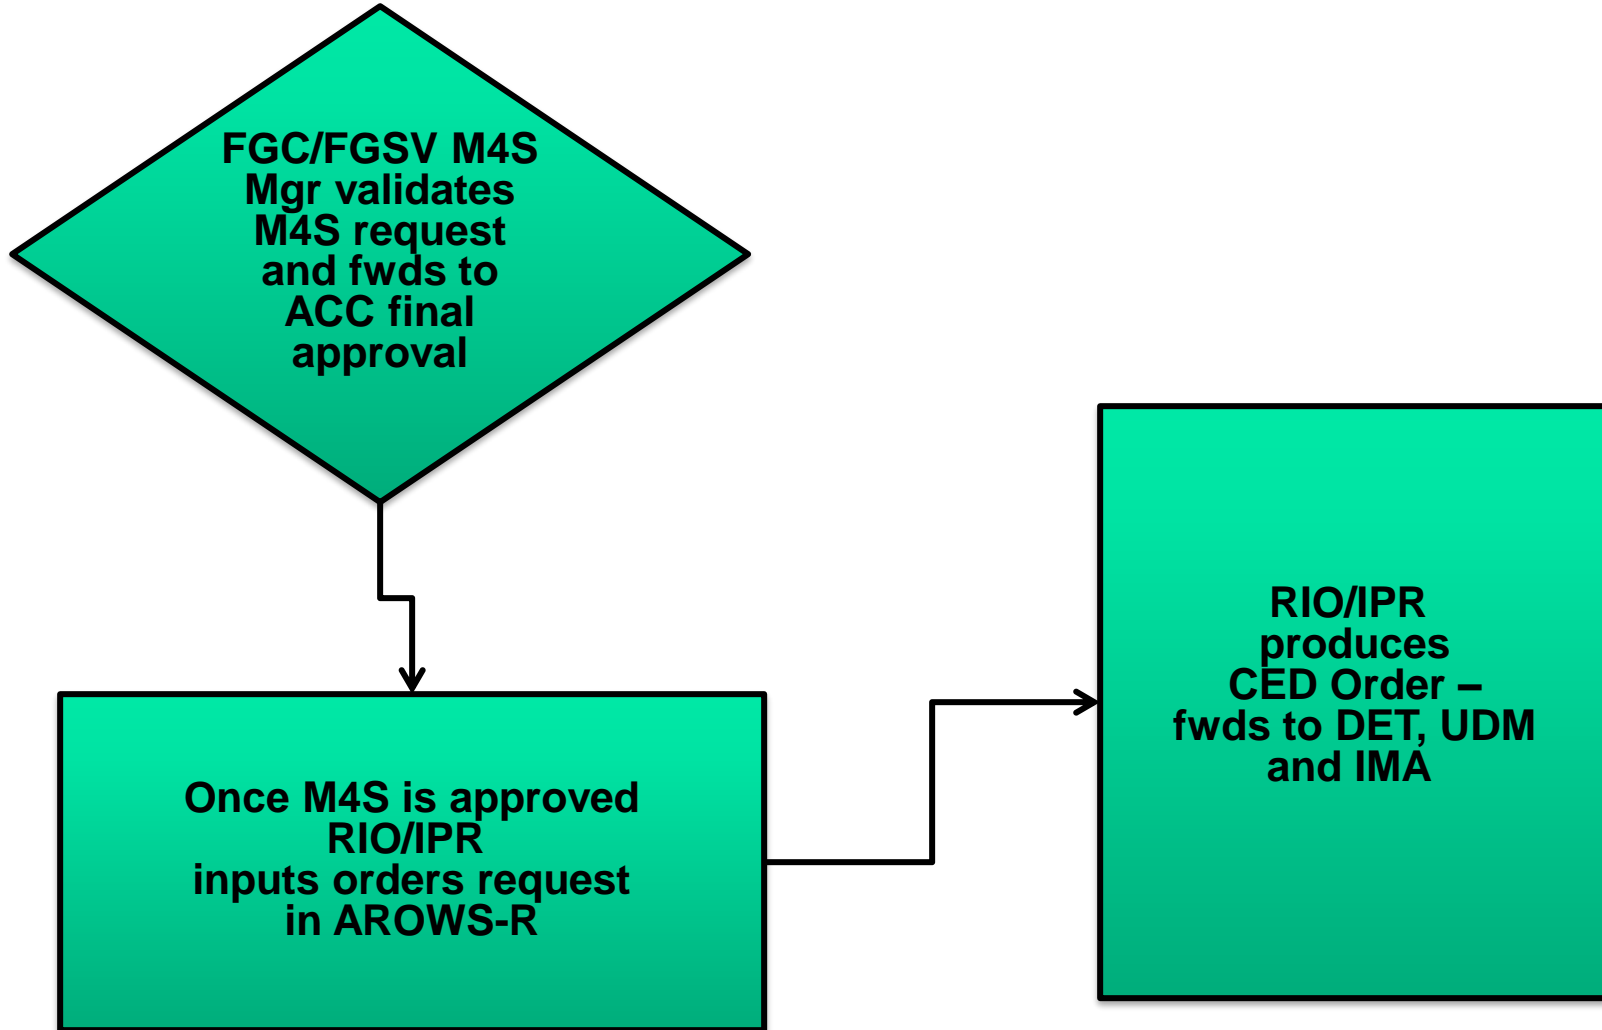 FGC/FGSV M4S
Mgr validates
M4S request
and fwds to
ACC final
approval
Once M4S is approved
RIO/IPR
inputs orders request
in AROWS-R
RIO/IPR
produces
CED Order –
fwds to DET, UDM
and IMA